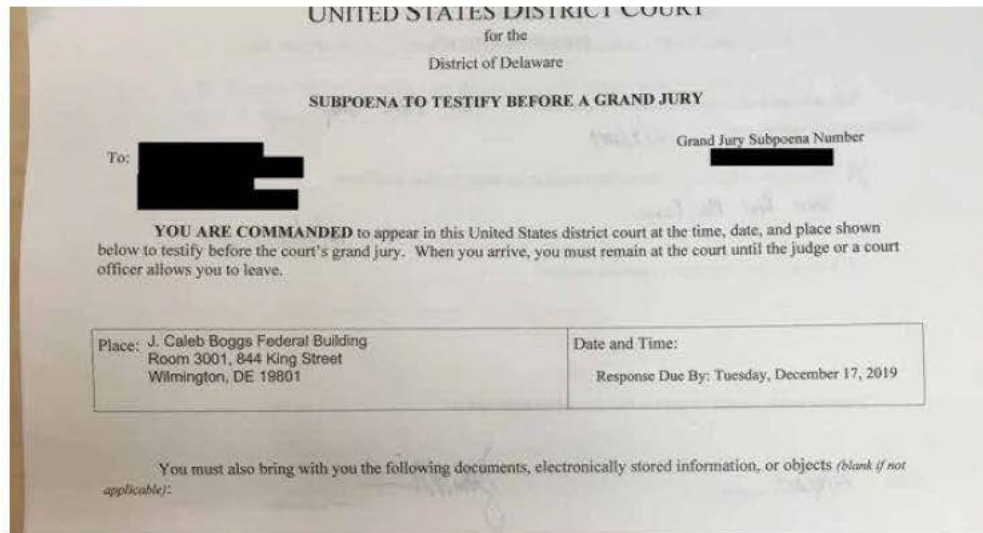 UNITED STATES DISTRICT COURT
for the
District of Delaware
SUBPOENA TO TESTIFY BEFORE A GRAND JURY
To:
Grand Jury Subpoena Number
YOU ARE COMMANDED to appear in this United States district court at the time, date, and place shown
below to testify before the court's grand jury. When you arrive, you must remain at the court until the judge or a court
officer allows you to leave.
Place: J. Caleb Boggs Federal Building
Room 3001, 844 King Street
Wilmington, DE 19801
Date and Time:
Response Due By: Tuesday, December 17, 2019
You must also bring with you the following documents, electronically stored information, or objects (blank if not
applicable):